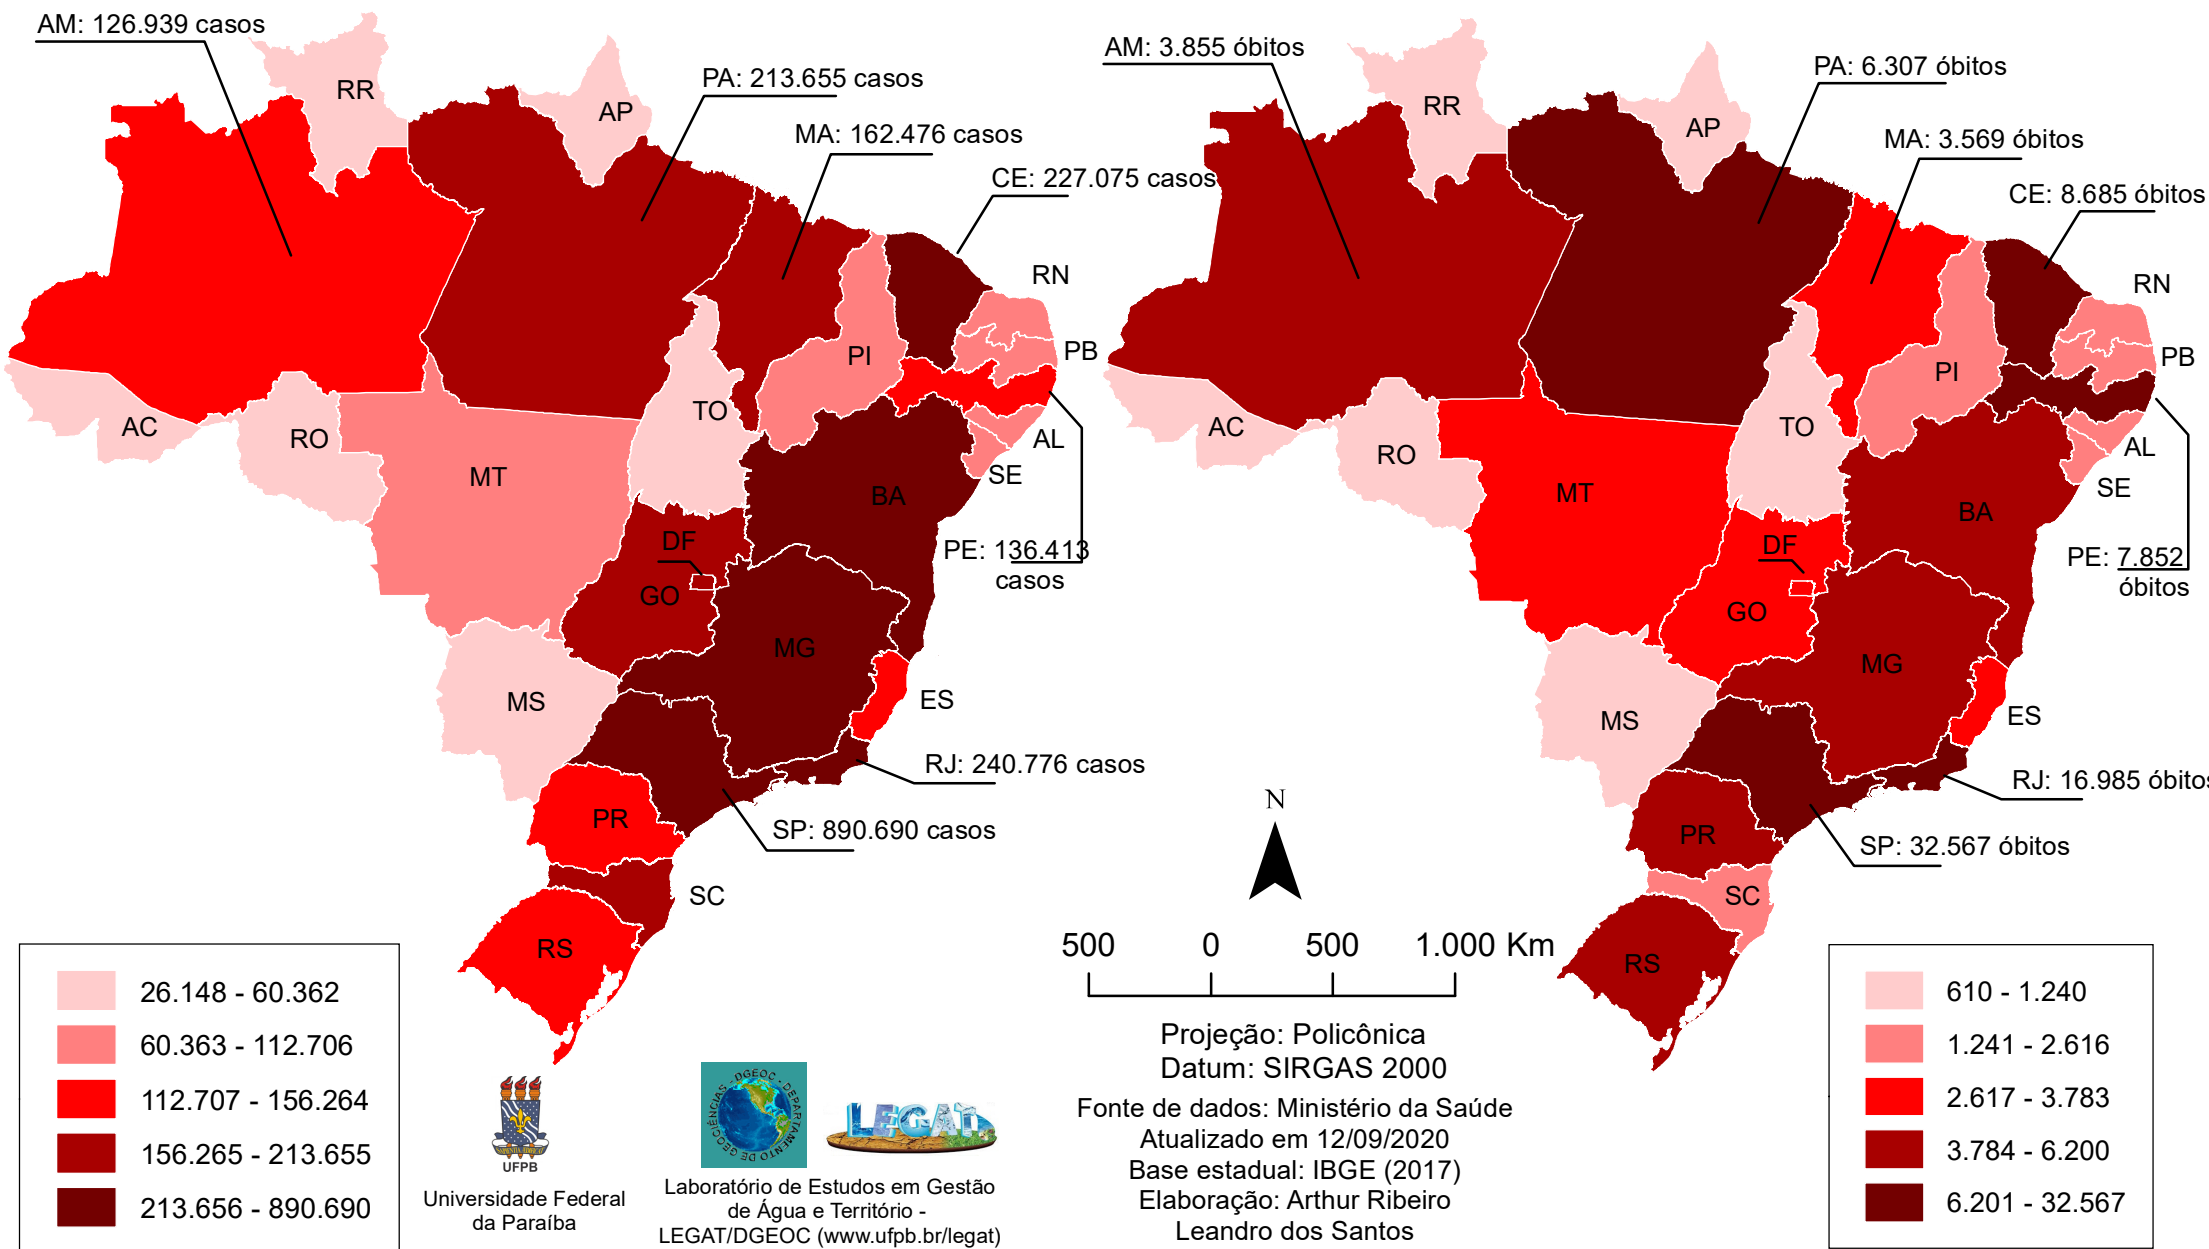 AM: 126.939 casos
RR
AP
PA: 213.655 casos
MA: 162.476 casos
CE: 227.075 casos
RN
PB
PI
AC
RO
TO
AL
SE
MT
BA
PE: 136.413
casos
DF
GO
MG
MS
ES
RJ: 240.776 casos
SP: 890.690 casos
PR
SC
RS
26.148 - 60.362
60.363 - 112.706
112.707 - 156.264
156.265 - 213.655
213.656 - 890.690
AM: 3.855 óbitos
RR
AP
PA: 6.307 óbitos
MA: 3.569 óbitos
CE: 8.685 óbitos
RN
PB
PI
AC
RO
TO
AL
SE
MT
BA
PE: 7.852
óbitos
DF
GO
MG
MS
ES
RJ: 16.985 óbitos
SP: 32.567 óbitos
PR
SC
RS
N
500 0 500 1.000 Km
Projeção: Policônica
Datum: SIRGAS 2000
Fonte de dados: Ministério da Saúde
Atualizado em 12/09/2020
Base estadual: IBGE (2017)
Elaboração: Arthur Ribeiro
Leandro dos Santos
UFPB
Universidade Federal
da Paraíba
DGEOC - DEPARTAMENTO DE GEOCIÊNCIAS -
LEGAT
Laboratório de Estudos em Gestão
de Água e Território -
LEGAT/DGEOC (www.ufpb.br/legat)
610 - 1.240
1.241 - 2.616
2.617 - 3.783
3.784 - 6.200
6.201 - 32.567